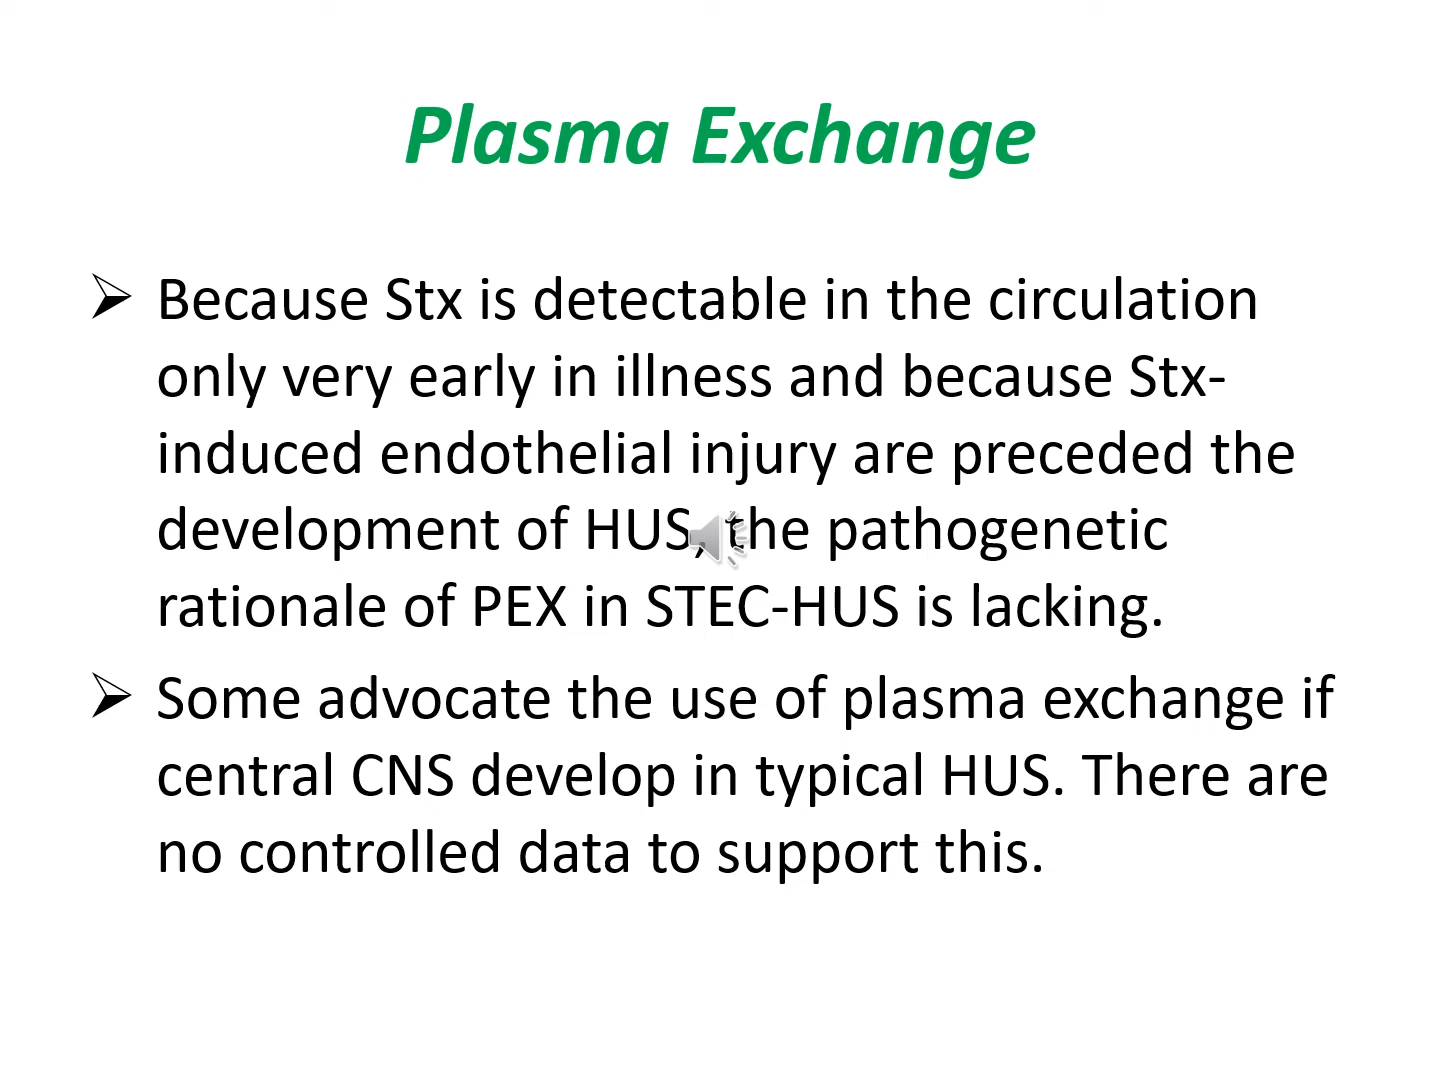 Plasma Exchange
Because Stx is detectable in the circulation
only very early in illness and because Stx-
induced endothelial injury are preceded the
development of HUS, the pathogenetic
rationale of PEX in STEC-HUS is lacking.
Some advocate the use of plasma exchange if
central CNS develop in typical HUS. There are
no controlled data to support this.